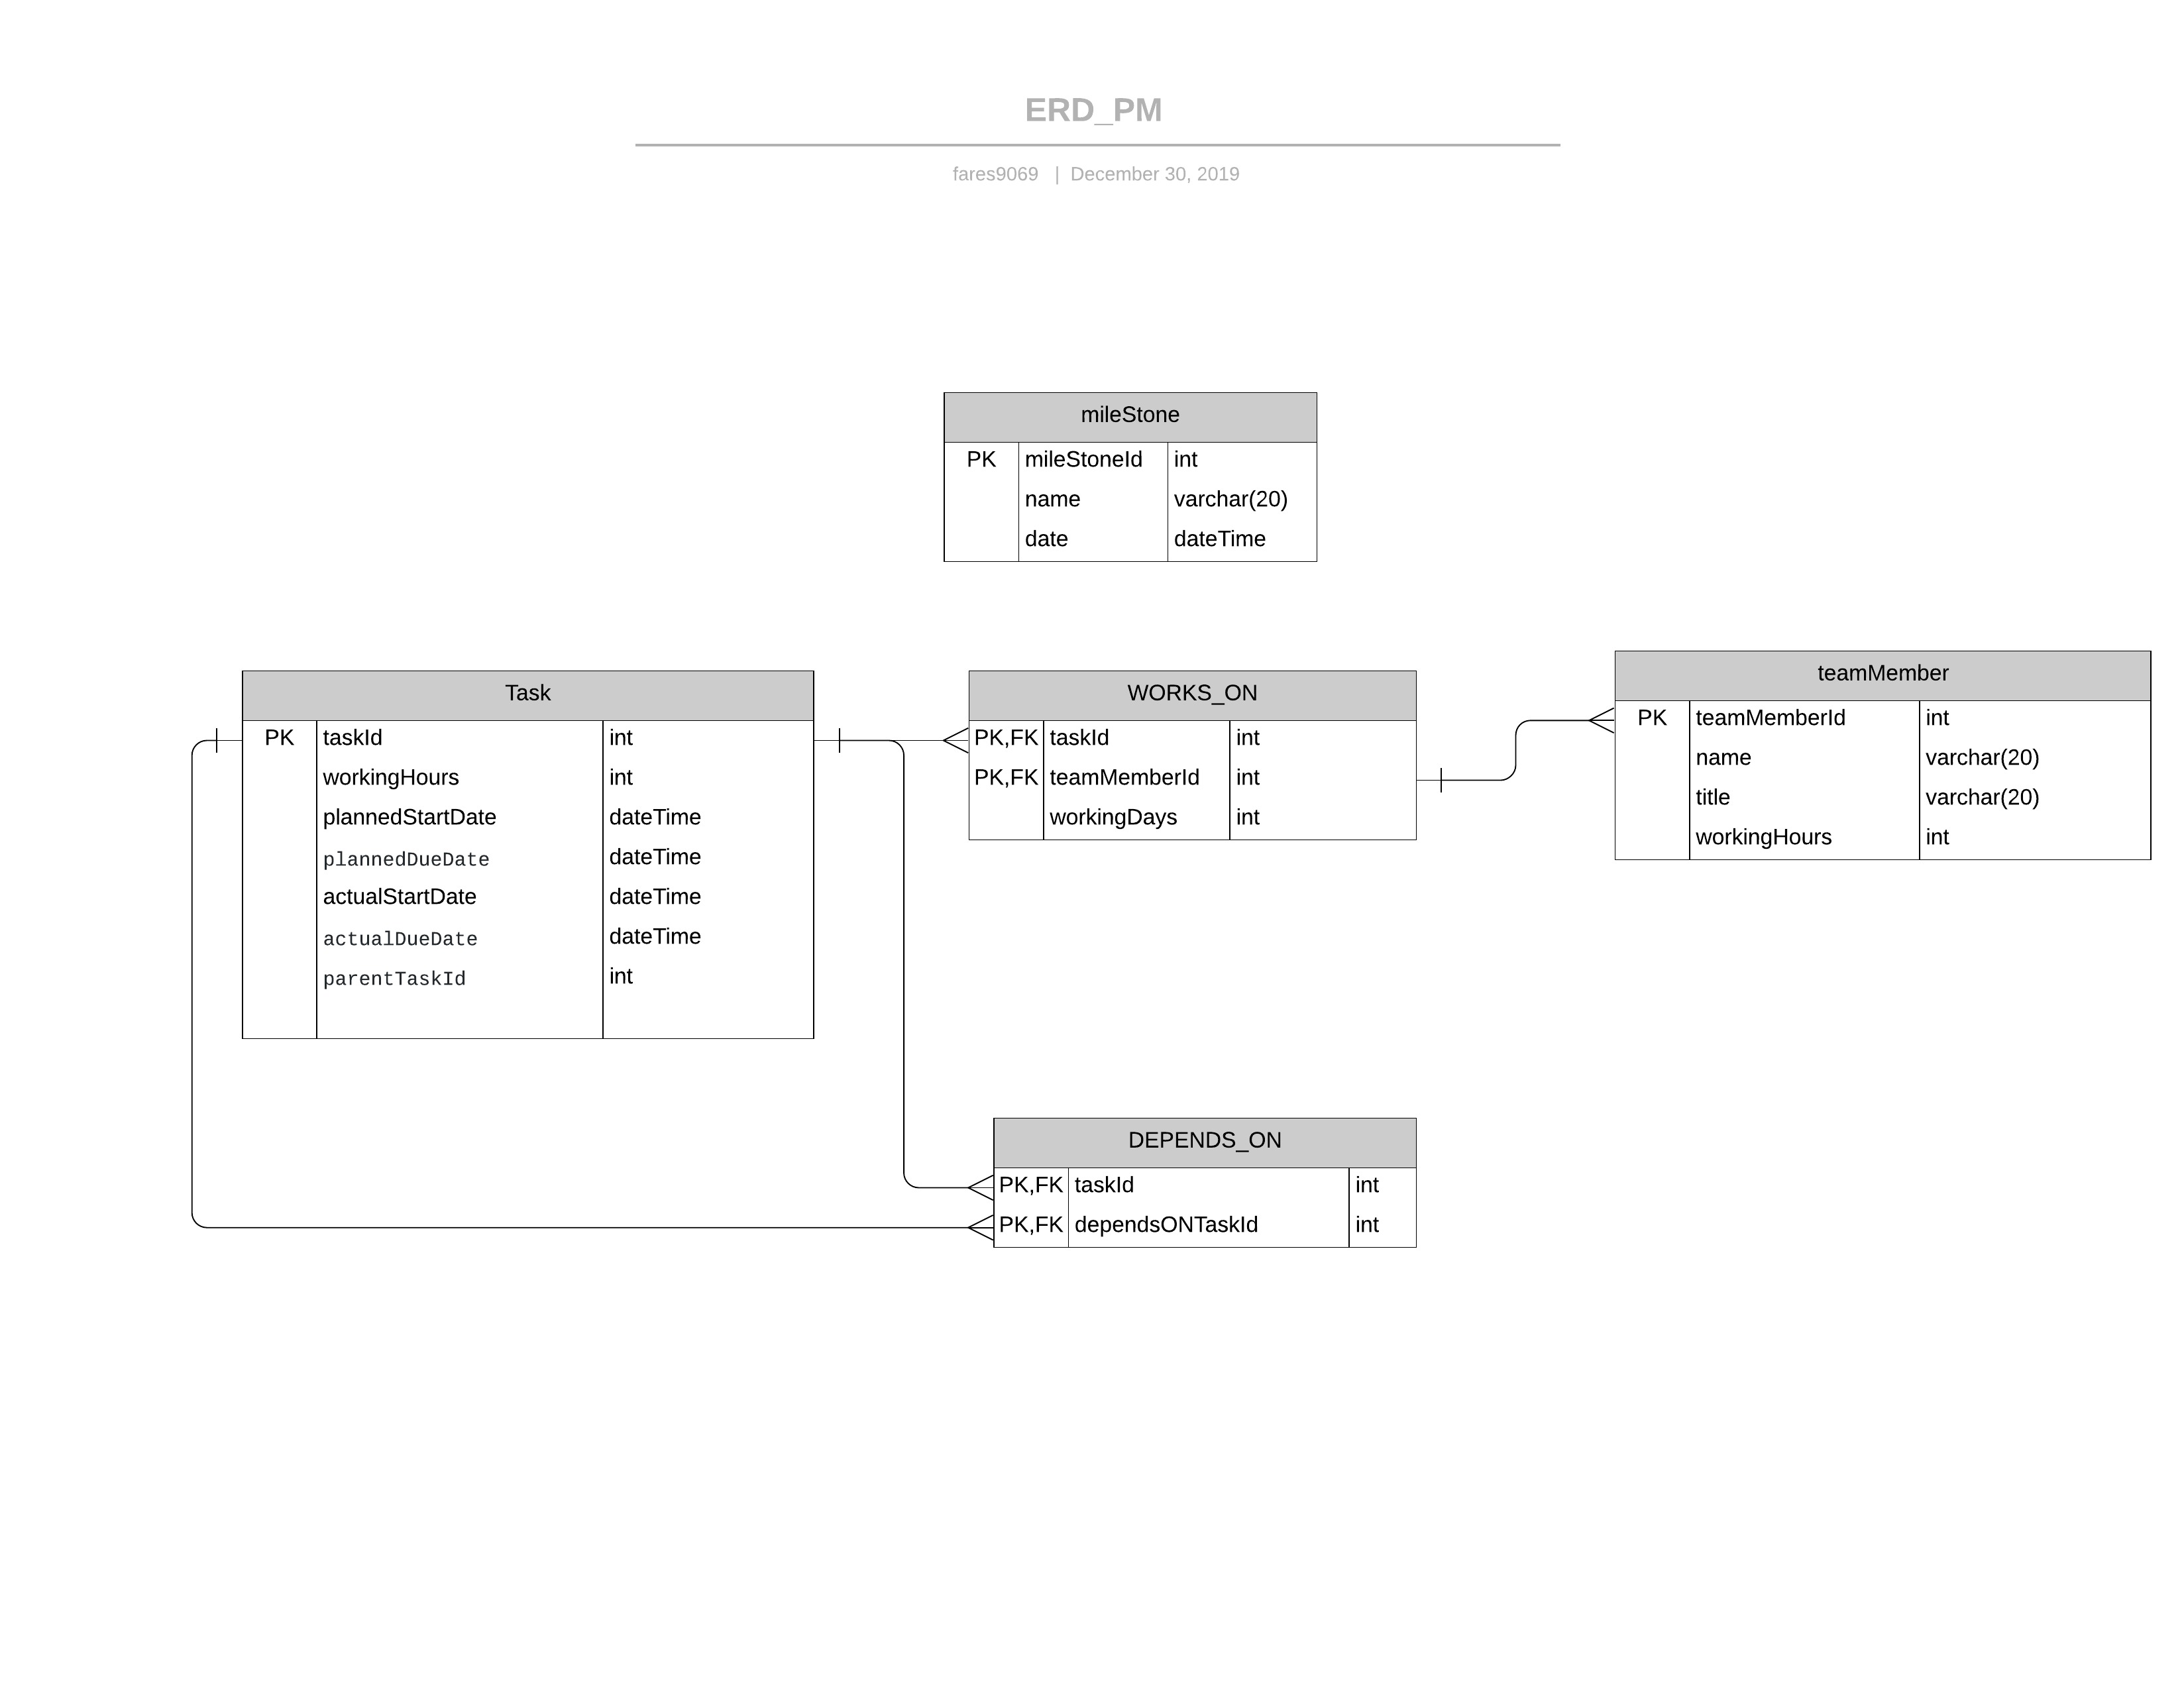 ERD_PM
fares9069 | December 30, 2019
mileStone
PK mileStoneId int
name varchar(20)
date dateTime
Task
PK taskId int
workingHours int
plannedStartDate dateTime
plannedDueDate dateTime
actualStartDate dateTime
actualDueDate dateTime
parentTaskId int
WORKS_ON
PK,FK taskId int
PK,FK teamMemberId int
workingDays int
teamMember
PK teamMemberId int
name varchar(20)
title varchar(20)
workingHours int
DEPENDS_ON
PK,FK taskId int
PK,FK dependsONTaskId int